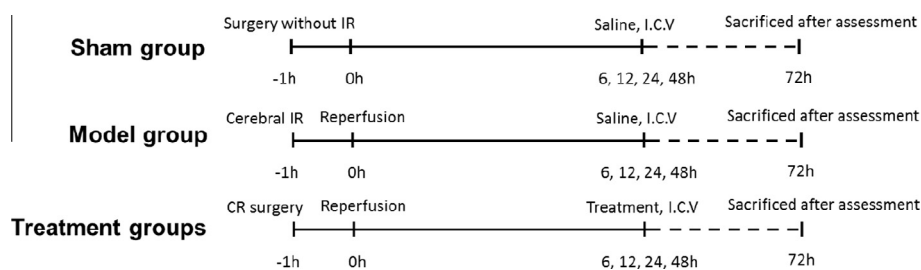 Surgery without IR Saline, I.C.V Sacrificed after assessment
Sham group
-1h 0h 6, 12, 24, 48h 72h
Cerebral IR Reperfusion Saline, I.C.V Sacrificed after assessment
Model group
-1h 0h 6, 12, 24, 48h 72h
CR surgery Reperfusion Treatment, I.C.V Sacrificed after assessment
Treatment groups
-1h 0h 6, 12, 24, 48h 72h